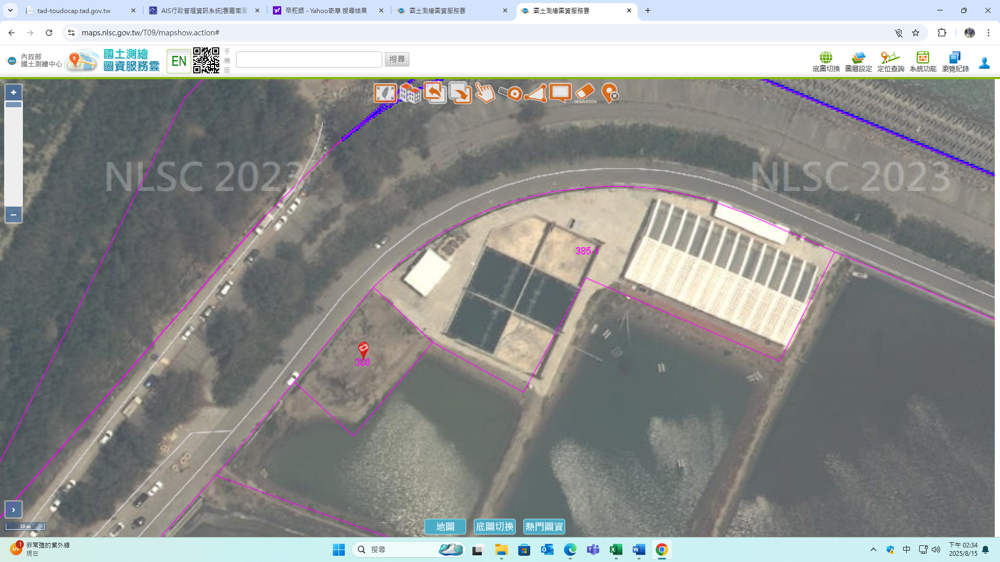 tad-toudocap.tad.gov.tw
AIS行政管理資訊系統|雲嘉南濱
帝舵錶 - Yahoo奇摩 搜尋結果
國土測繪圖資服務雲
國土測繪圖資服務雲
maps.nlsc.gov.tw/T09/mapshow.action#
內政部
國土測繪中心
國土測繪
圖資服務雲
EN
手機版
搜尋
底圖切換
圖層設定
定位查詢
系統功能
瀏覽紀錄
NLSC 2023
NLSC 2023
385-1
386
10 m
地圖
底圖切換
熱門圖資
1
UV
非常強的紫外線
現在
搜尋
中
下午 02:34
2025/8/15